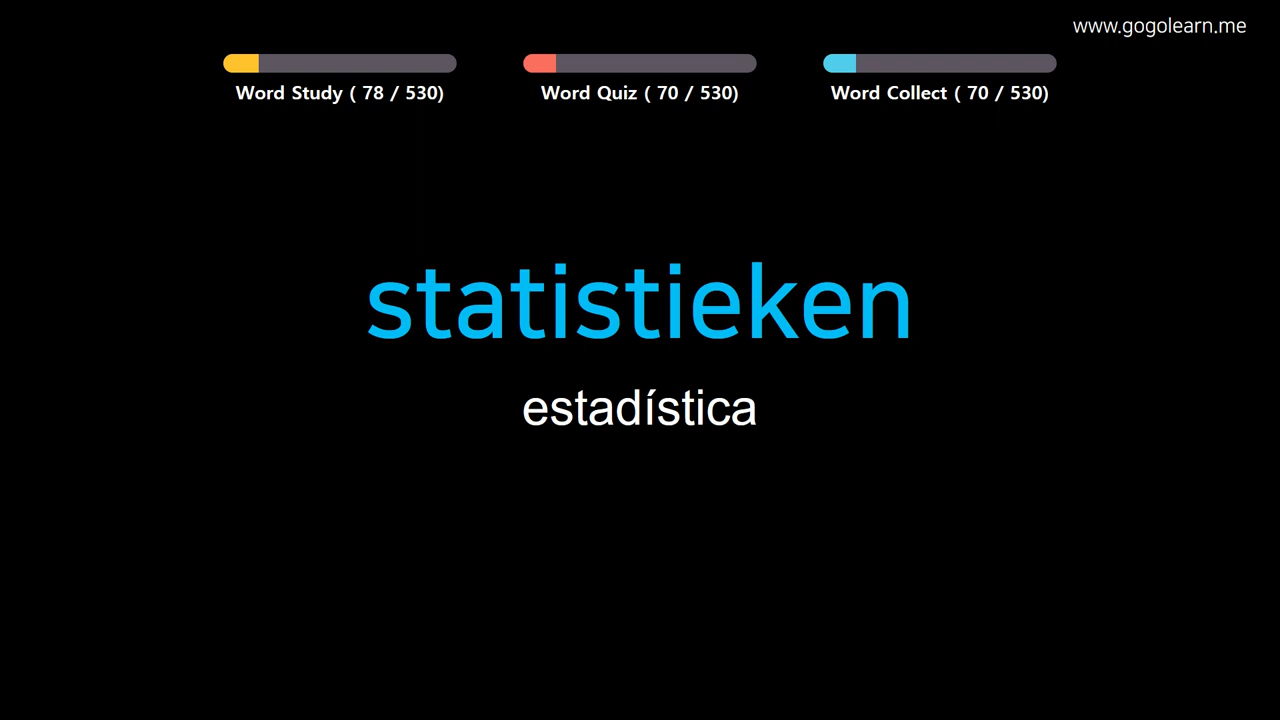 www.gogolearn.me
Word Study ( 78 / 530) Word Quiz ( 70 / 530) Word Collect ( 70 / 530)
statistieken
estadística